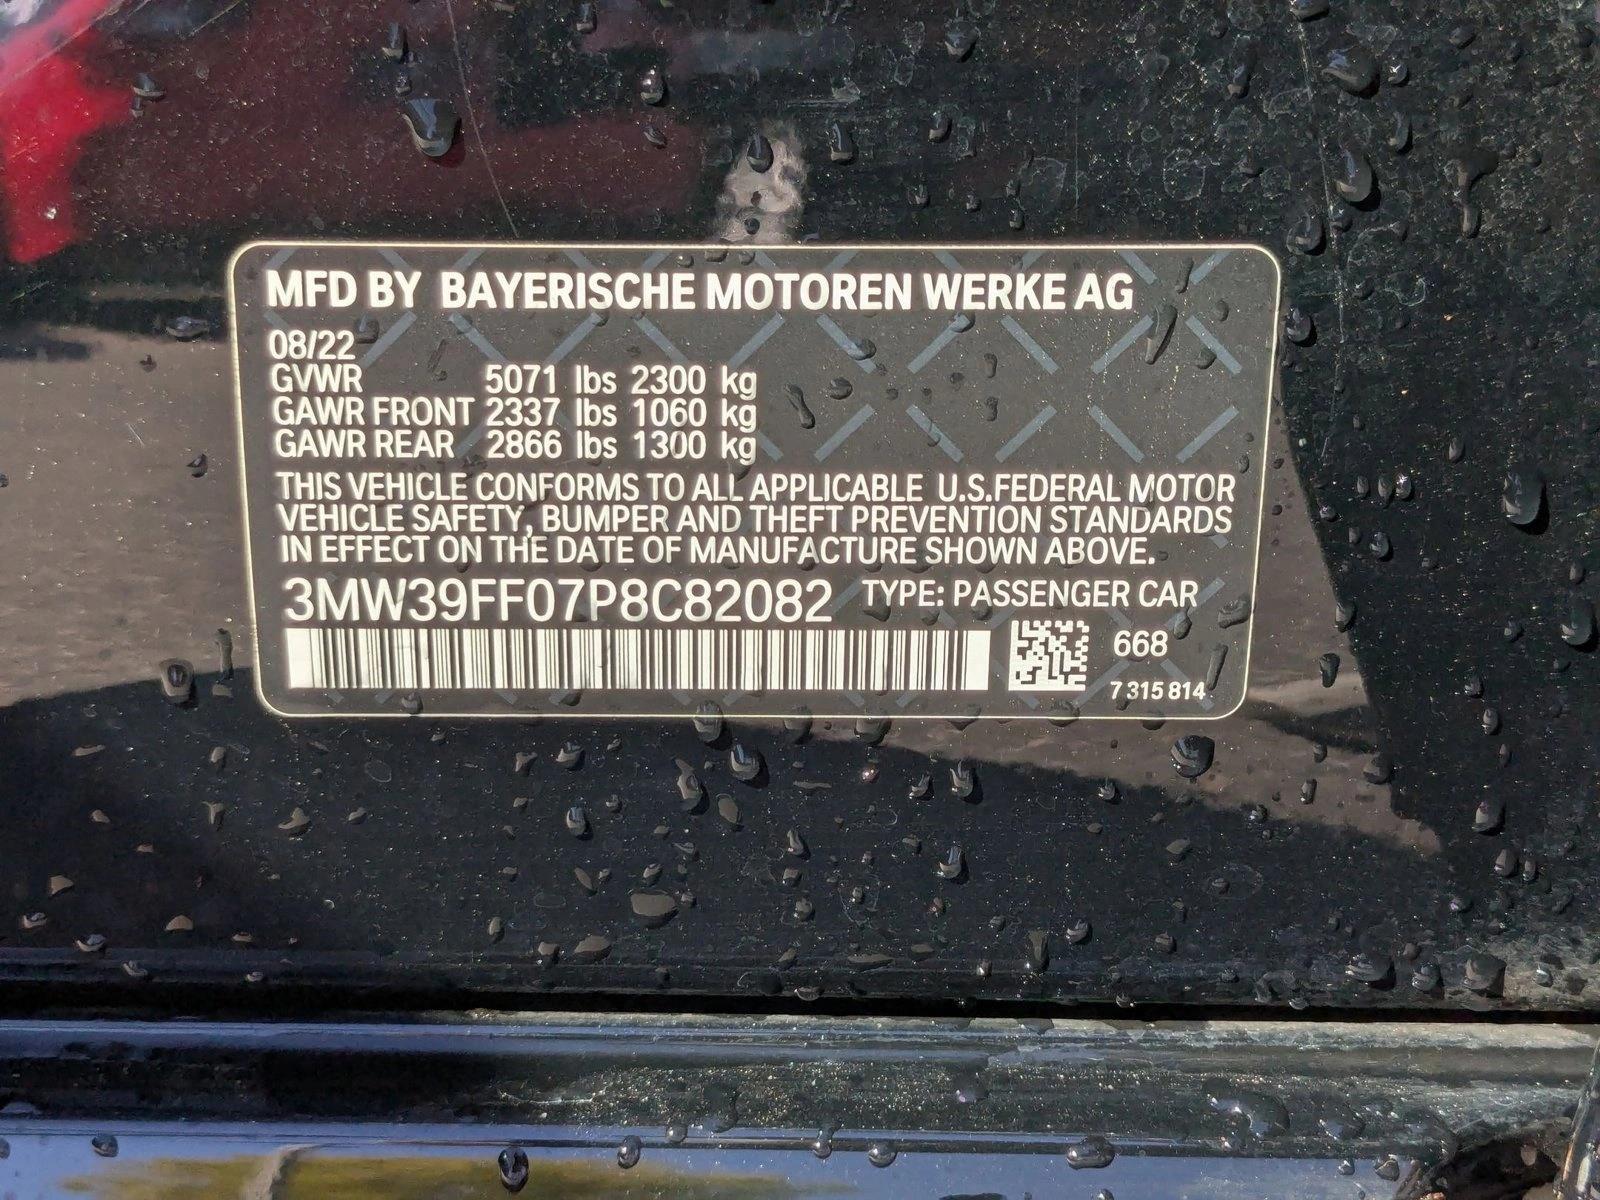 MFD BY BAYERISCHE MOTOREN WERKE AG
08/22
GVWR 5071 lbs 2300 kg
GAWR FRONT 2337 lbs 1060 kg
GAWR REAR 2866 lbs 1300 kg
THIS VEHICLE CONFORMS TO ALL APPLICABLE U.S.FEDERAL MOTOR
VEHICLE SAFETY, BUMPER AND THEFT PREVENTION STANDARDS
IN EFFECT ON THE DATE OF MANUFACTURE SHOWN ABOVE.
3MW39FF07P8C82082 TYPE: PASSENGER CAR
668
7 315 814